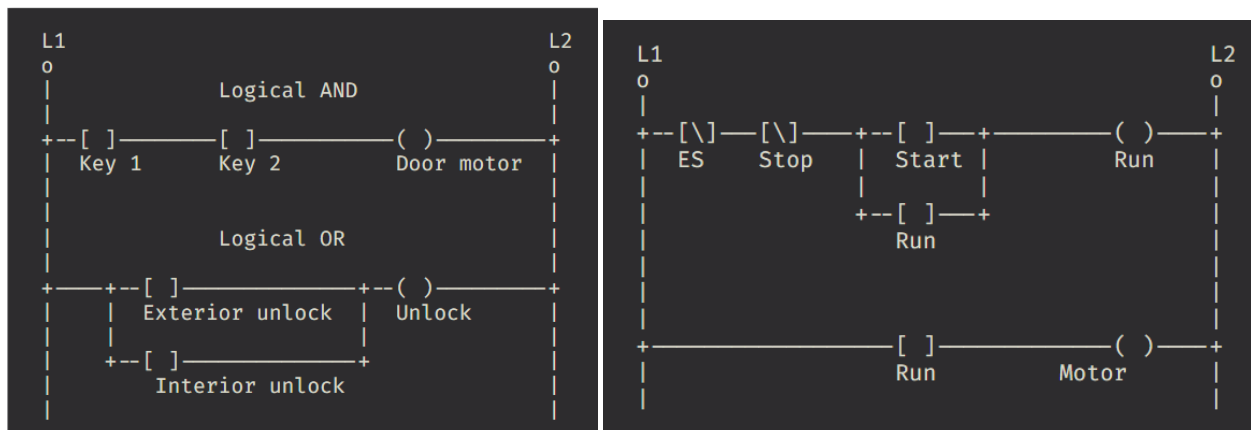 L1 L2
o o
Logical AND
+--[ ]————[ ]————( )————+
Key 1 Key 2 Door motor
Logical OR
+——+--[ ]————+--( )————+
Exterior unlock Unlock
+--[ ]————+
Interior unlock
L1 L2
o o
+--[\]——[\]——+--[ ]——+————( )——+
ES Stop Start Run
+--[ ]——+
Run
+————[ ]————( )——+
Run Motor